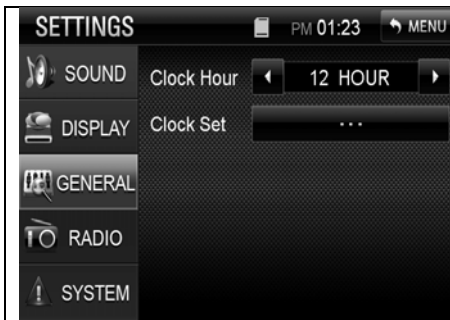 SETTINGS PM 01:23 MENU
SOUND
Clock Hour 12 HOUR
DISPLAY
Clock Set ...
GENERAL
RADIO
SYSTEM